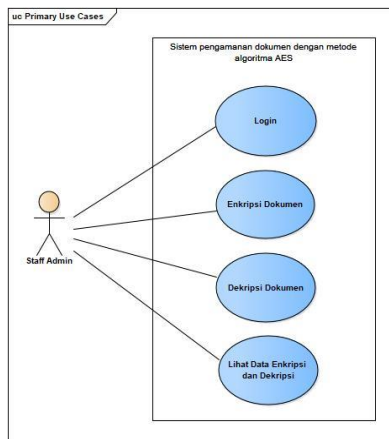 uc Primary Use Cases
Sistem pengamanan dokumen dengan metode
algoritma AES
Login
Enkripsi Dokumen
Staff Admin
Dekripsi Dokumen
Lihat Data Enkripsi
dan Dekripsi